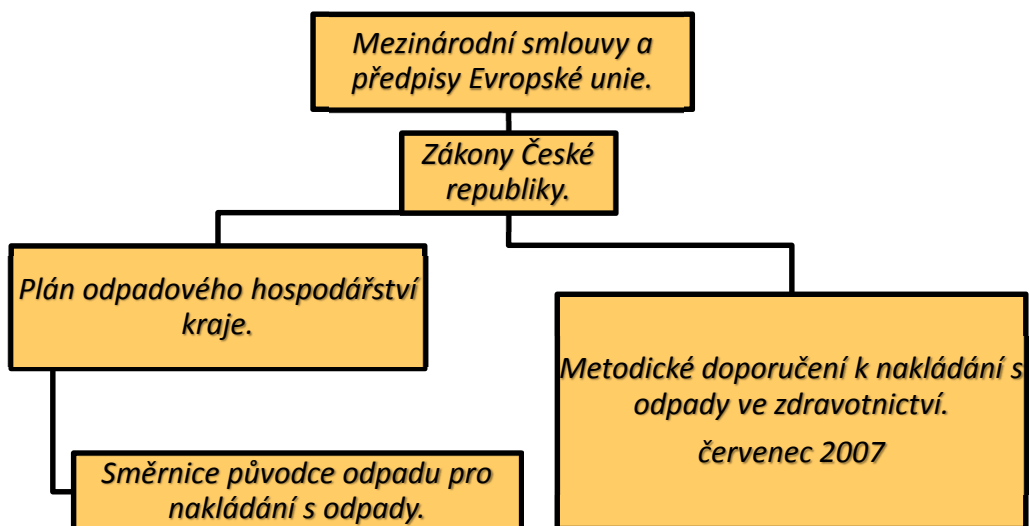 Mezinárodní smlouvy a
předpisy Evropské unie.
Zákony České
republiky.
Plán odpadového hospodářství
kraje.
Metodické doporučení k nakládání s
odpady ve zdravotnictví.
červenec 2007
Směrnice původce odpadu pro
nakládání s odpady.